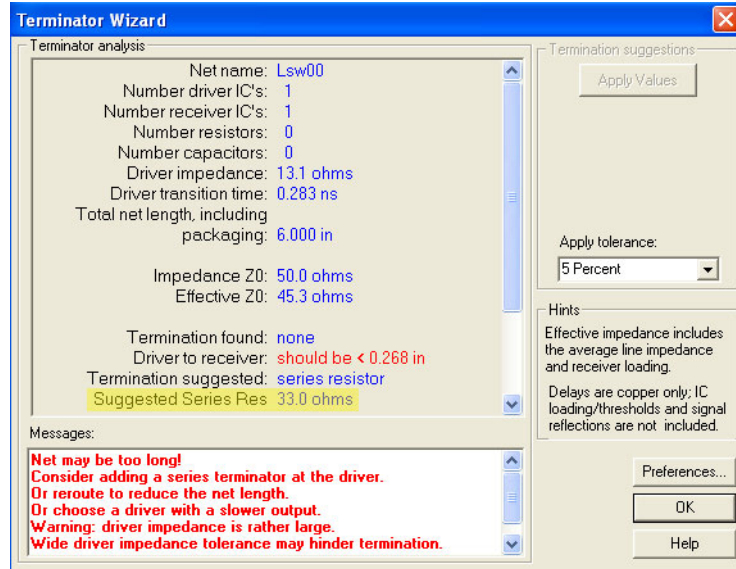 Terminator Wizard
Terminator analysis
Net name: Lsw00
Number driver IC's: 1
Number receiver IC's: 1
Number resistors: 0
Number capacitors: 0
Driver impedance: 13.1 ohms
Driver transition time: 0.283 ns
Total net length, including
packaging: 6.000 in
Impedance Z0: 50.0 ohms
Effective Z0: 45.3 ohms
Termination found: none
Driver to receiver: should be < 0.268 in
Termination suggested: series resistor
Suggested Series Res 33.0 ohms
Messages:
Net may be too long!
Consider adding a series terminator at the driver.
Or reroute to reduce the net length.
Or choose a driver with a slower output.
Warning: driver impedance is rather large.
Wide driver impedance tolerance may hinder termination.
Termination suggestions
Apply Values
Apply tolerance:
5 Percent
Hints
Effective impedance includes
the average line impedance
and receiver loading.
Delays are copper only; IC
loading/thresholds and signal
reflections are not included.
Preferences...
OK
Help